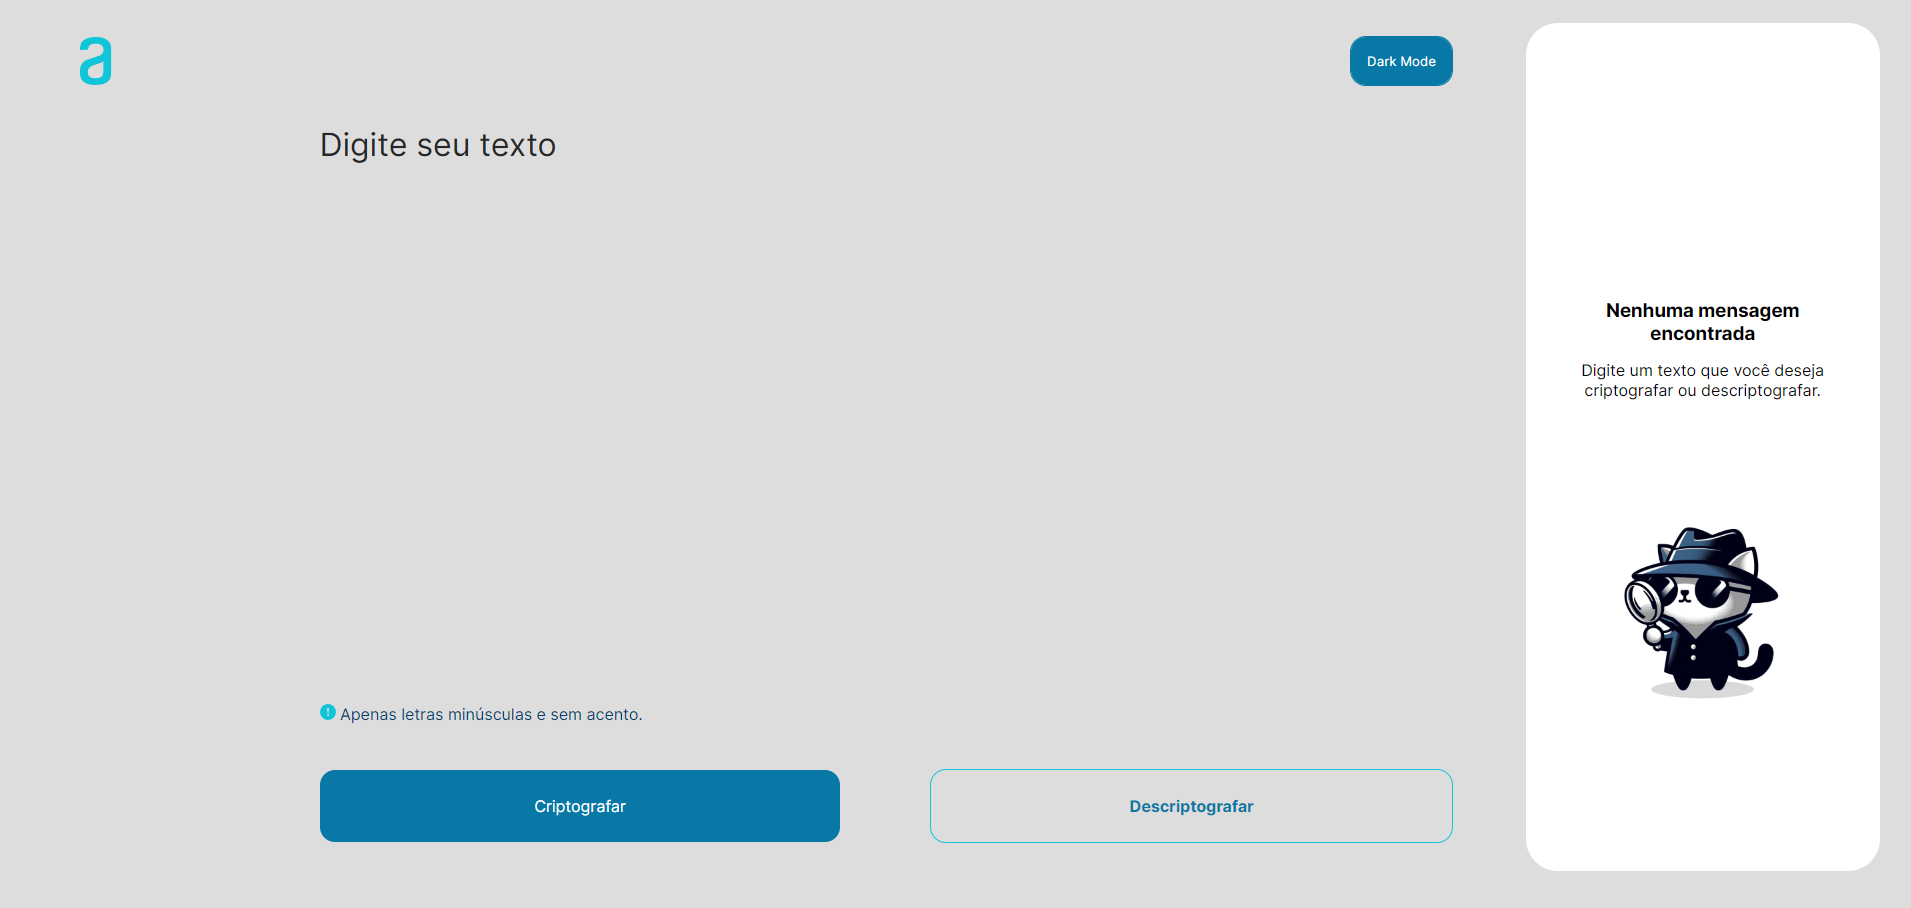 a
Dark Mode
Digite seu texto
Apenas letras minúsculas e sem acento.
Criptografar
Descriptografar
Nenhuma mensagem
encontrada
Digite um texto que você deseja
criptografar ou descriptografar.